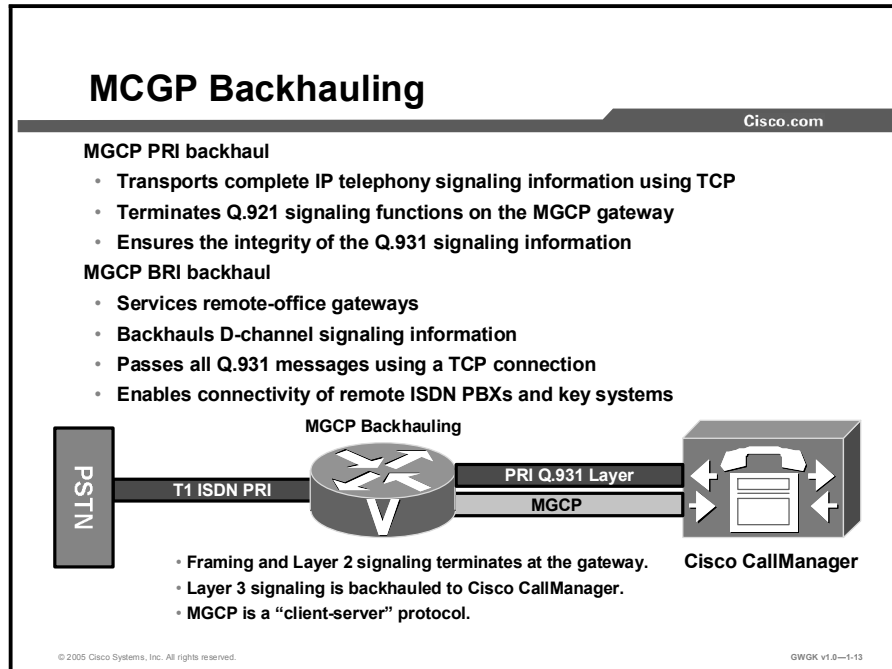 MCGP Backhauling
Cisco.com
MGCP PRI backhaul
• Transports complete IP telephony signaling information using TCP
• Terminates Q.921 signaling functions on the MGCP gateway
• Ensures the integrity of the Q.931 signaling information
MGCP BRI backhaul
• Services remote-office gateways
• Backhauls D-channel signaling information
• Passes all Q.931 messages using a TCP connection
• Enables connectivity of remote ISDN PBXs and key systems
MGCP Backhauling
PSTN
T1 ISDN PRI
V
PRI Q.931 Layer
MGCP
Cisco CallManager
• Framing and Layer 2 signaling terminates at the gateway.
• Layer 3 signaling is backhauled to Cisco CallManager.
• MGCP is a “client-server” protocol.
© 2005 Cisco Systems, Inc. All rights reserved.
GWGK v1.0—1-13